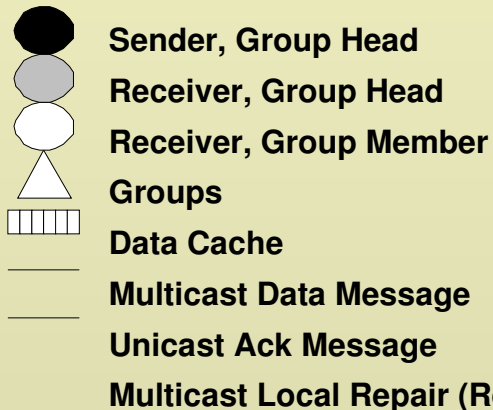 Sender, Group Head
Receiver, Group Head
Receiver, Group Member
Groups
Data Cache
Multicast Data Message
Unicast Ack Message
Multicast Local Repair (R